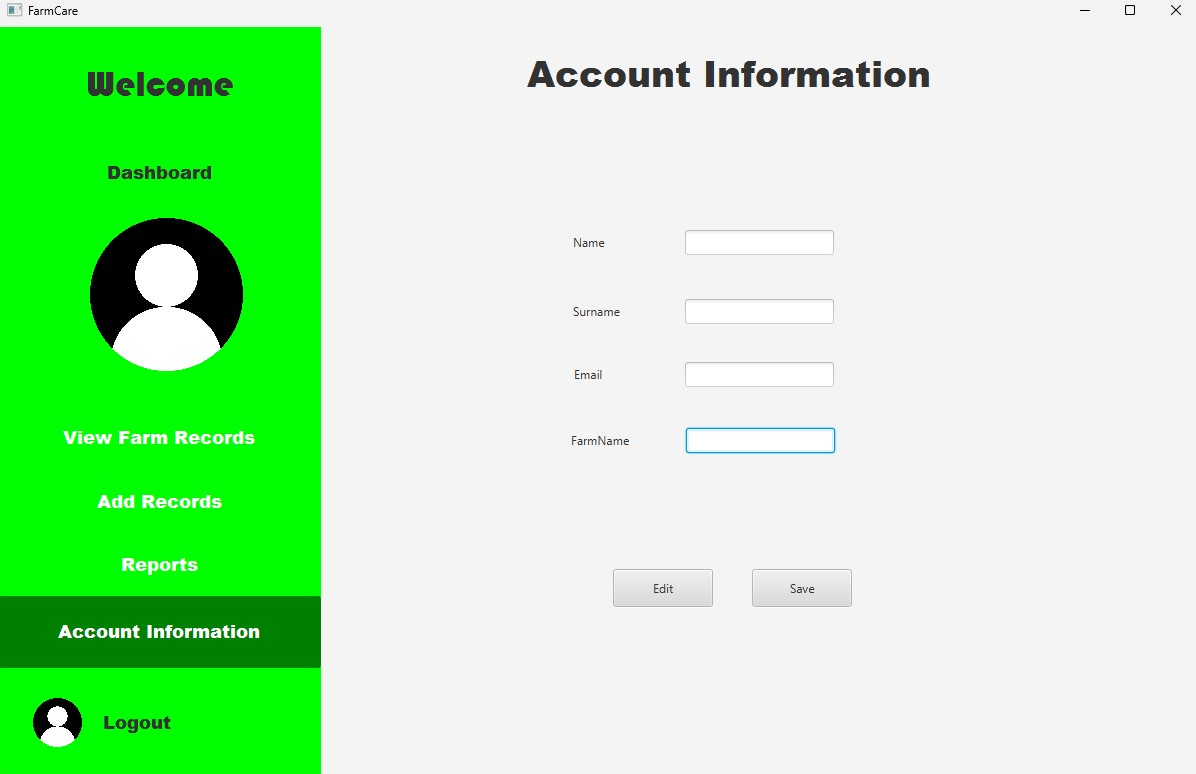 FarmCare
Welcome
Dashboard
View Farm Records
Add Records
Reports
Account Information
Logout
Account Information
Name
Surname
Email
FarmName
Edit
Save